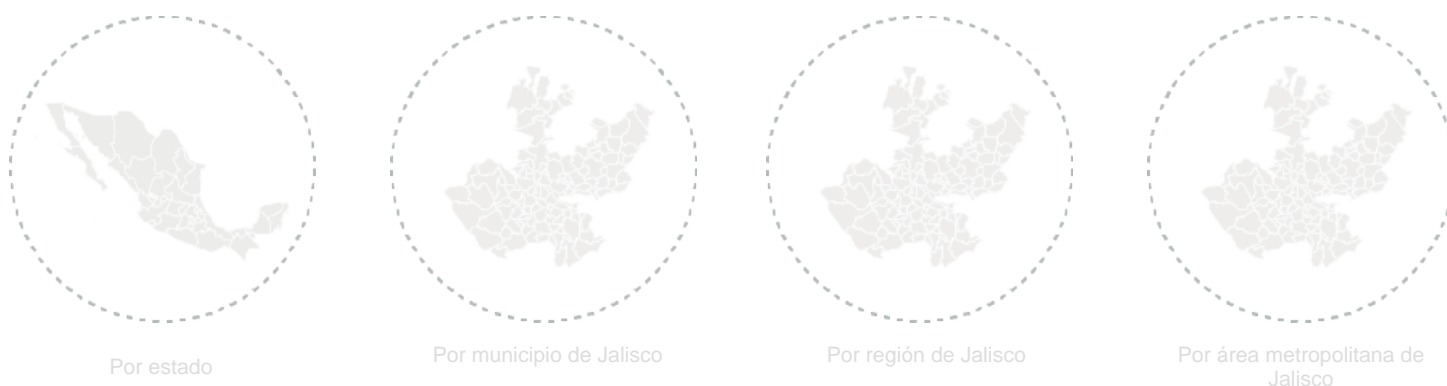 Por estado
Por municipio de Jalisco
Por región de Jalisco
Por área metropolitana de
Jalisco